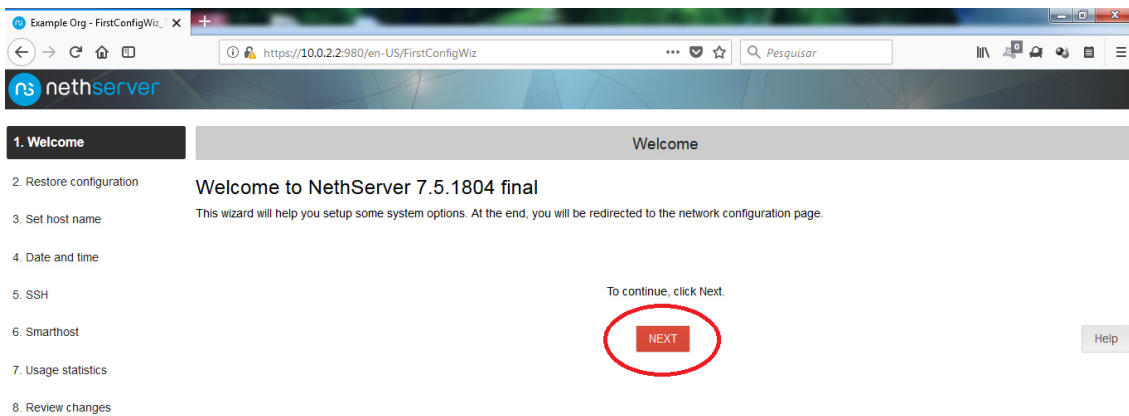 Example Org - FirstConfigWiz_
https://10.0.2.2:980/en-US/FirstConfigWiz
Pesquisar
0
ns nethserver
1. Welcome
Welcome
2. Restore configuration
Welcome to NethServer 7.5.1804 final
3. Set host name
This wizard will help you setup some system options. At the end, you will be redirected to the network configuration page.
4. Date and time
5. SSH
To continue, click Next.
6. Smarthost
NEXT
Help
7. Usage statistics
8. Review changes